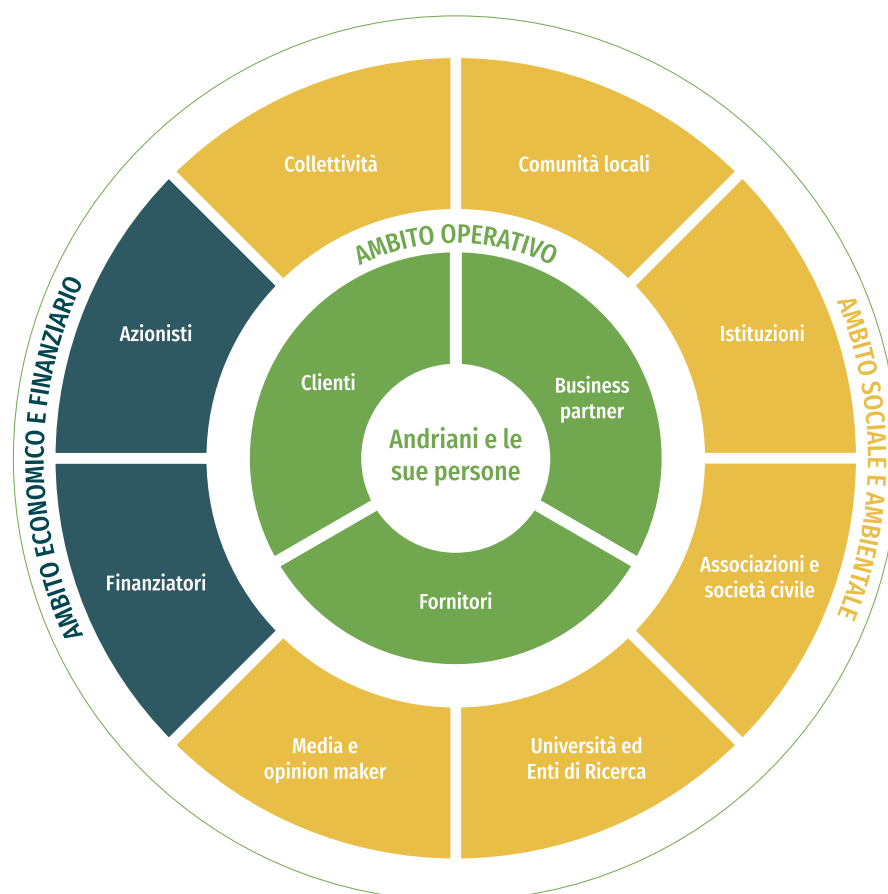 Collettività
Comunità locali
AMBITO OPERATIVO
Azionisti
Istituzioni
AMBITO ECONOMICO E FINANZIARIO
AMBITO SOCIALE E AMBIENTALE
Clienti
Business
partner
Andriani e le
sue persone
Finanziatori
Associazioni e
società civile
Fornitori
Media e
opinion maker
Università ed
Enti di Ricerca